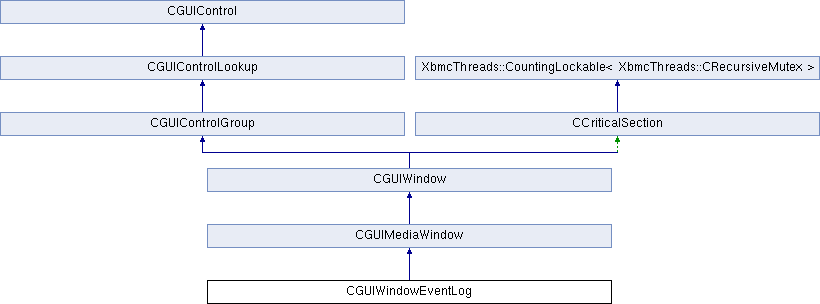 CGUIControl
CGUIControlLookup
XbmcThreads::CountingLockable< XbmcThreads::CRecursiveMutex >
CGUIControlGroup
CCriticalSection
CGUIWindow
CGUIMediaWindow
CGUIWindowEventLog